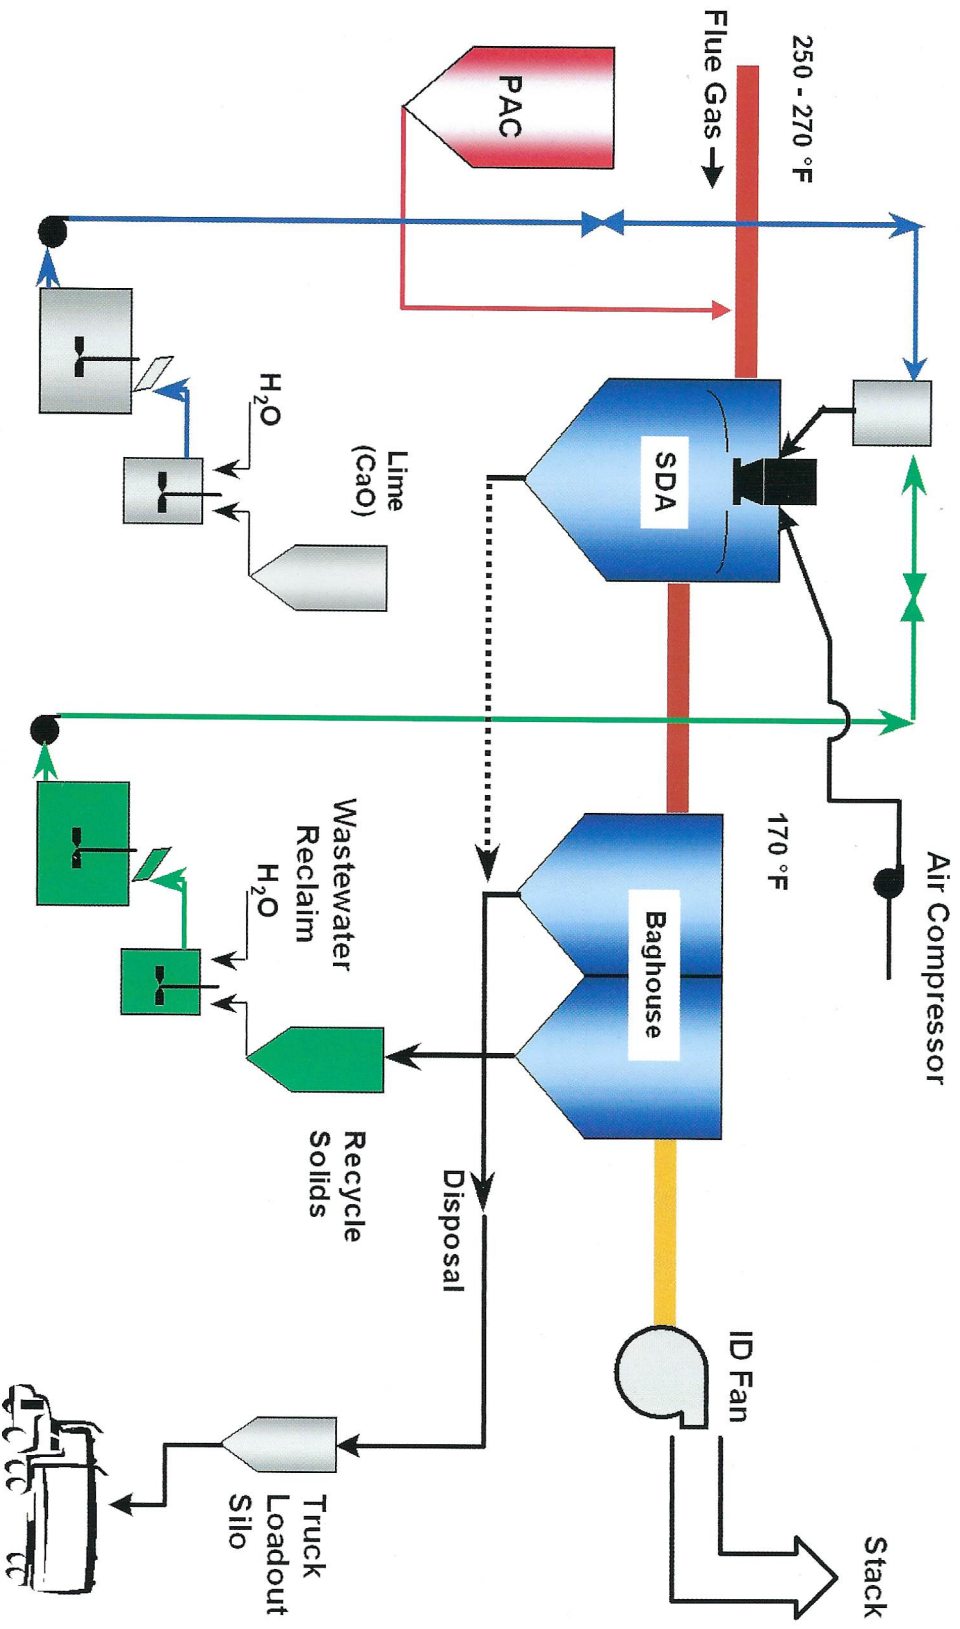 250 - 270 °F
Flue Gas
PAC
H₂O
Lime
(CaO)
SDA
Air Compressor
170 °F
Baghouse
Wastewater
Reclaim
H₂O
Recycle
Solids
Disposal
ID Fan
Stack
Truck
Loadout
Silo